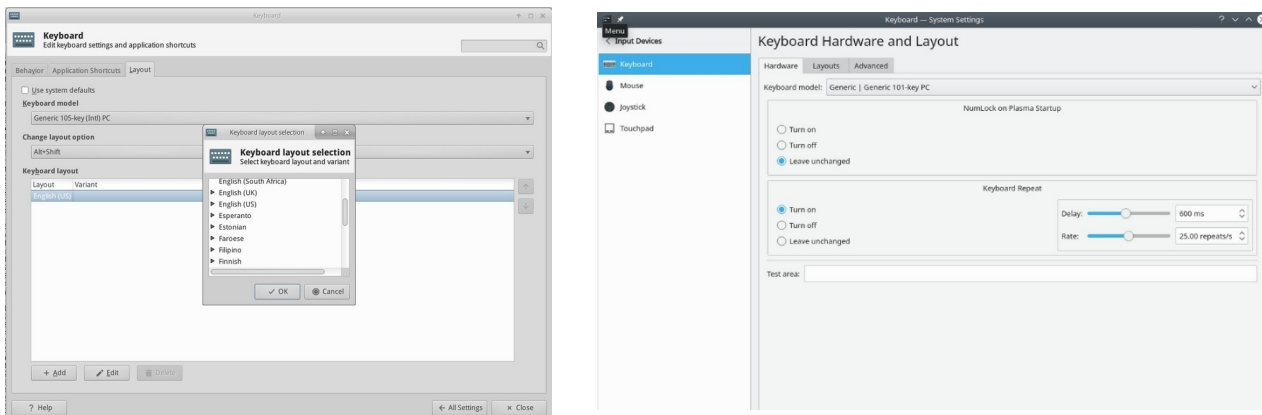 Keyboard
Keyboard
Edit keyboard settings and application shortcuts
Behavior Application Shortcuts Layout
Use system defaults
Keyboard model
Generic 105-key (Intl) PC
Change layout option
Alt+Shift
Keyboard layout
Layout Variant
English (US)
+ Add Edit Delete
? Help
← All Settings × Close
Keyboard layout selection
Keyboard layout selection
Select keyboard layout and variant
English (South Africa)
English (UK)
English (US)
Esperanto
Estonian
Faroese
Filipino
Finnish
OK Cancel
Keyboard — System Settings
Menu
Input Devices
Keyboard
Mouse
Joystick
Touchpad
Keyboard Hardware and Layout
Hardware Layouts Advanced
Keyboard model: Generic | Generic 101-key PC
NumLock on Plasma Startup
Turn on
Turn off
Leave unchanged
Keyboard Repeat
Turn on
Turn off
Leave unchanged
Delay: 600 ms
Rate: 25.00 repeats/s
Test area: